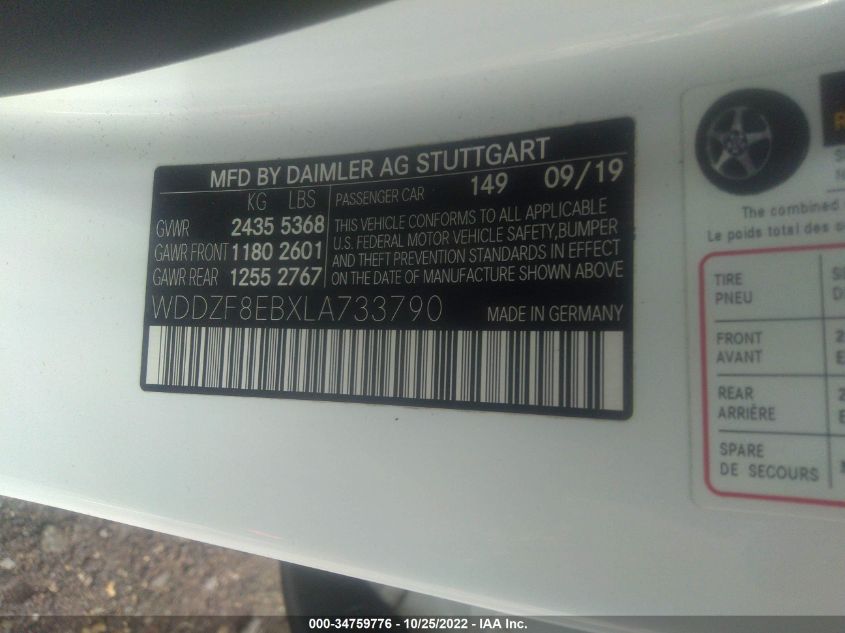 MFD BY DAIMLER AG STUTTGART
KG LBS
GVWR 2435 5368
GAWR FRONT 1180 2601
GAWR REAR 1255 2767
PASSENGER CAR 149 09/19
THIS VEHICLE CONFORMS TO ALL APPLICABLE
U.S. FEDERAL MOTOR VEHICLE SAFETY,BUMPER
AND THEFT PREVENTION STANDARDS IN EFFECT
ON THE DATE OF MANUFACTURE SHOWN ABOVE
WDDZF8EBXLA733790 MADE IN GERMANY
The combined
Le poids total des
TIRE
PNEU
FRONT
AVANT
REAR
ARRIÈRE
SPARE
DE SECOURS
000-34759776 - 10/25/2022 - IAA Inc.